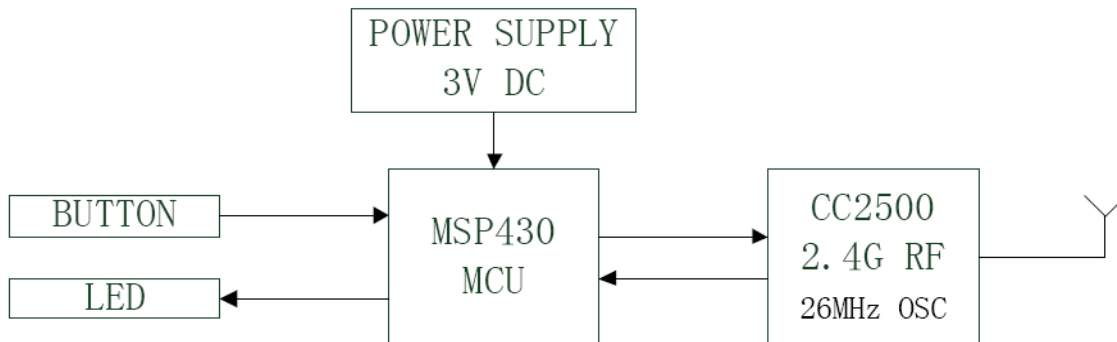 POWER SUPPLY
3V DC
BUTTON
LED
MSP430
MCU
CC2500
2.4G RF
26MHz OSC